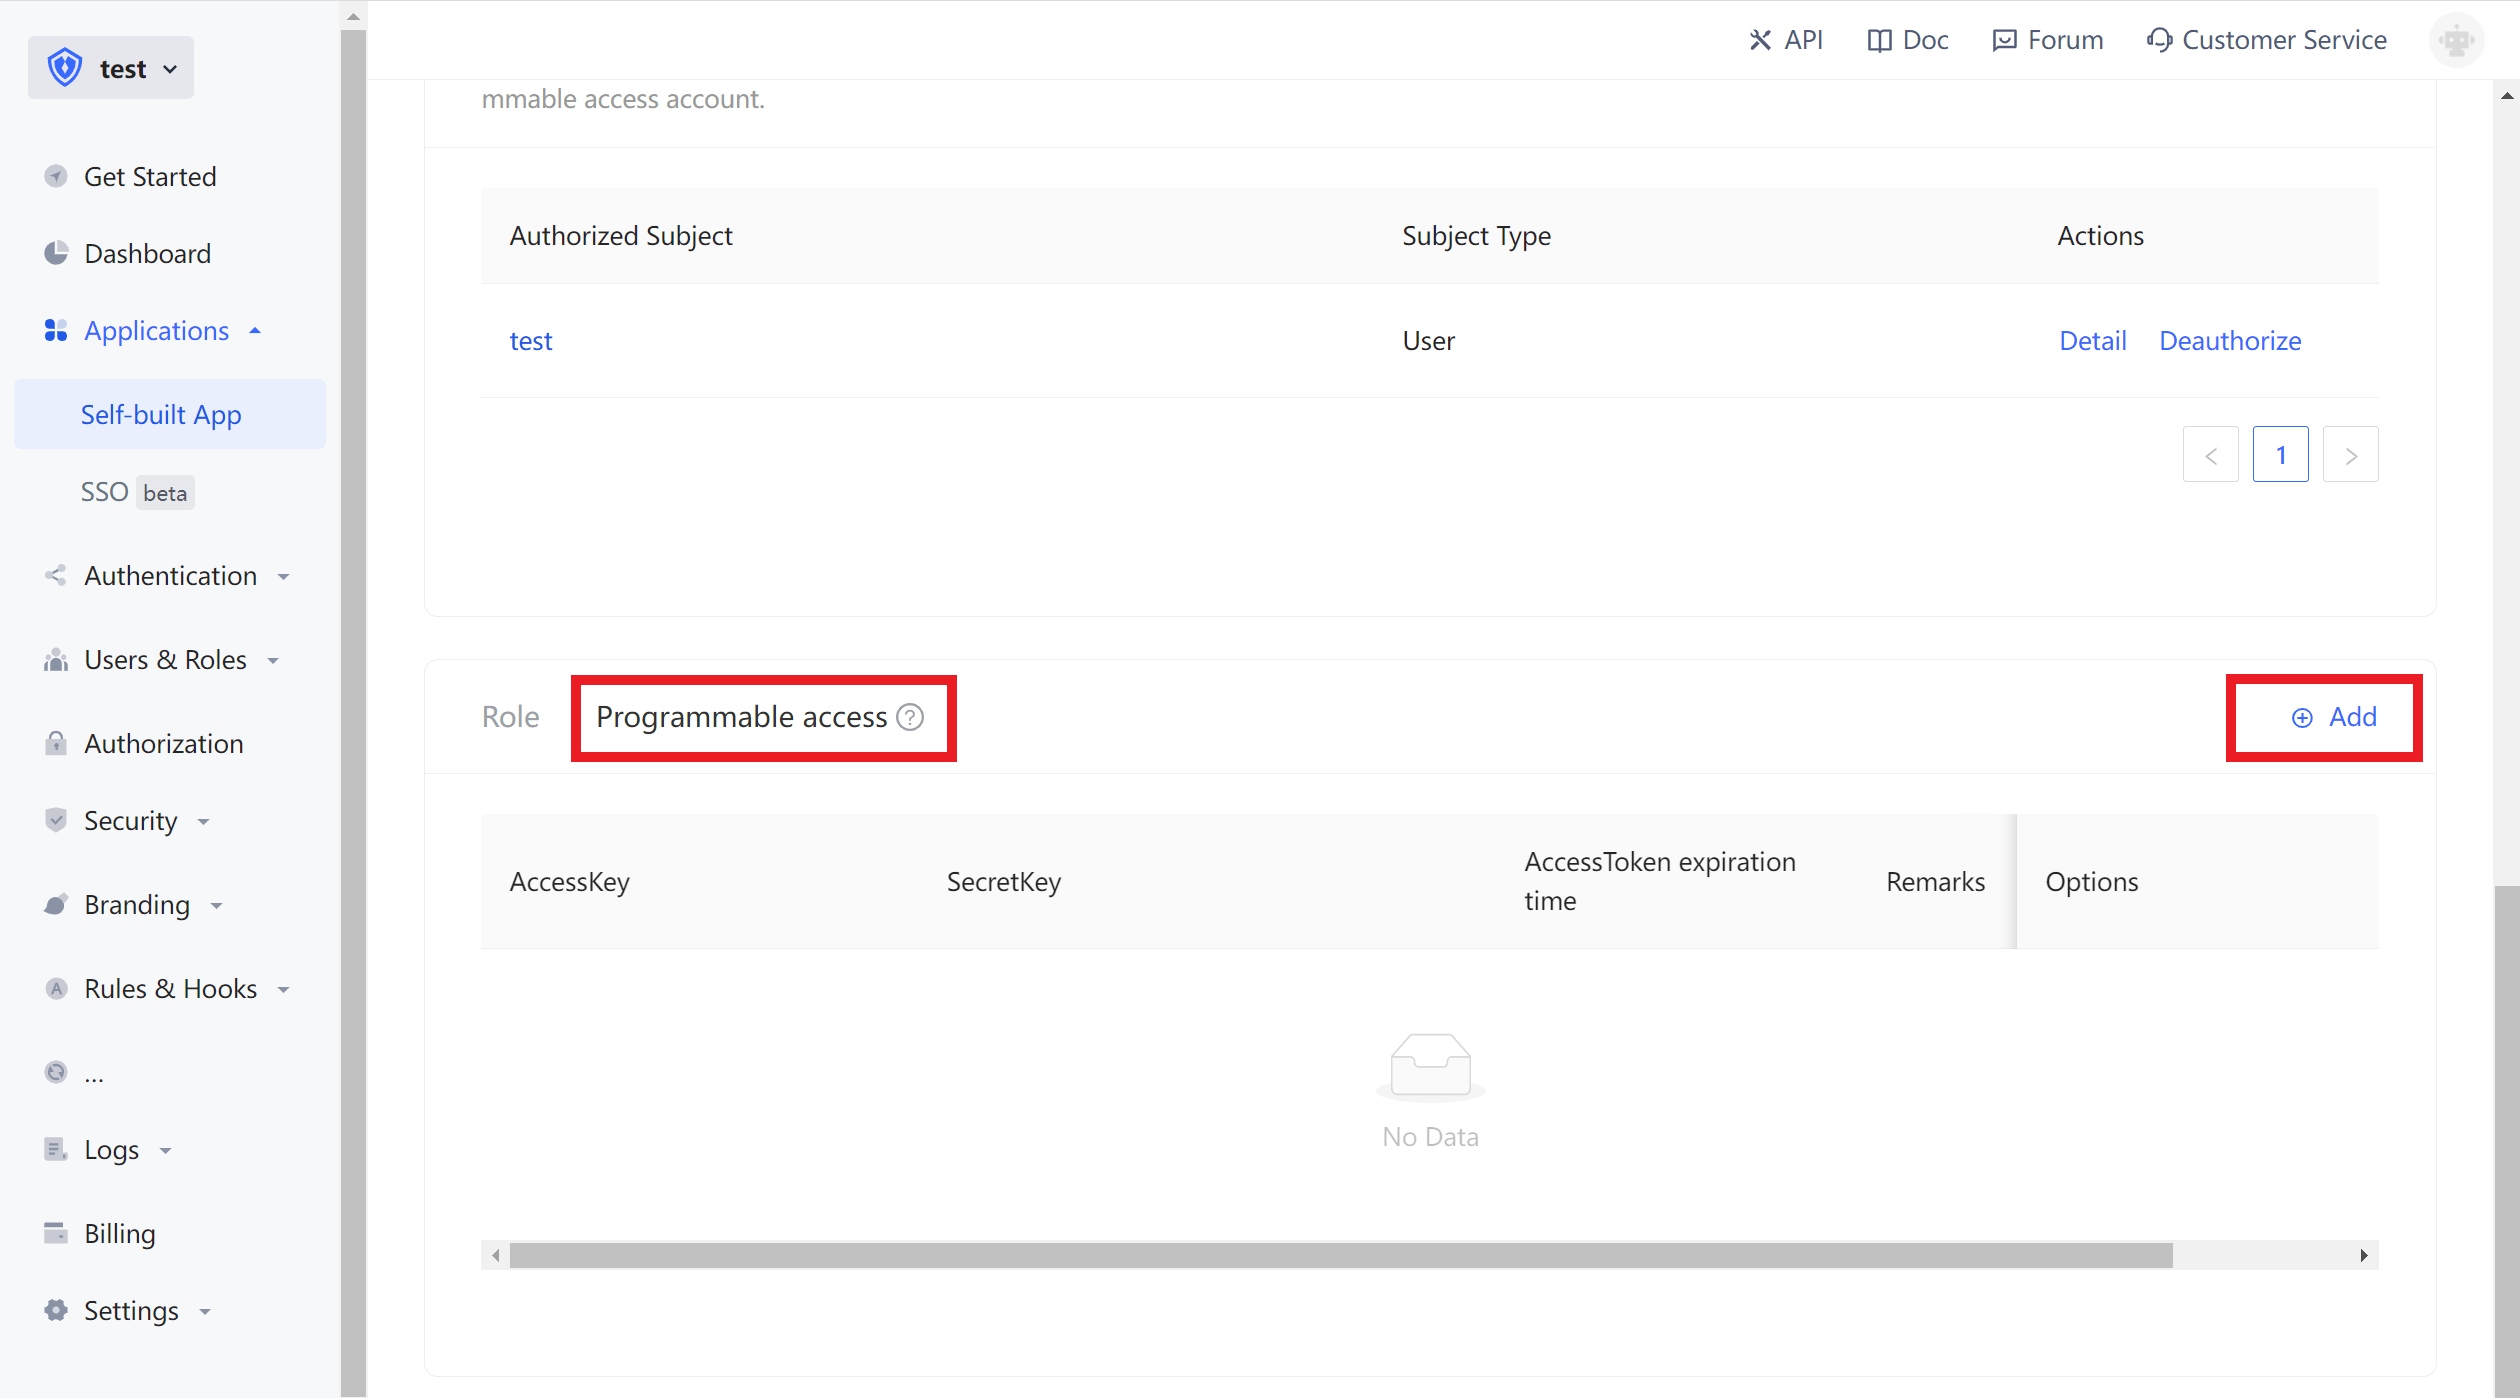 test
API
Doc
Forum
Customer Service
Get Started
Dashboard
Applications
Self-built App
SSO beta
Authentication
Users & Roles
Authorization
Security
Branding
Rules & Hooks
...
Logs
Billing
Settings
mmable access account.
Authorized Subject Subject Type Actions
test User Detail Deauthorize
< 1 >
Role Programmable access ? Add
AccessKey SecretKey AccessToken expiration
time Remarks Options
No Data